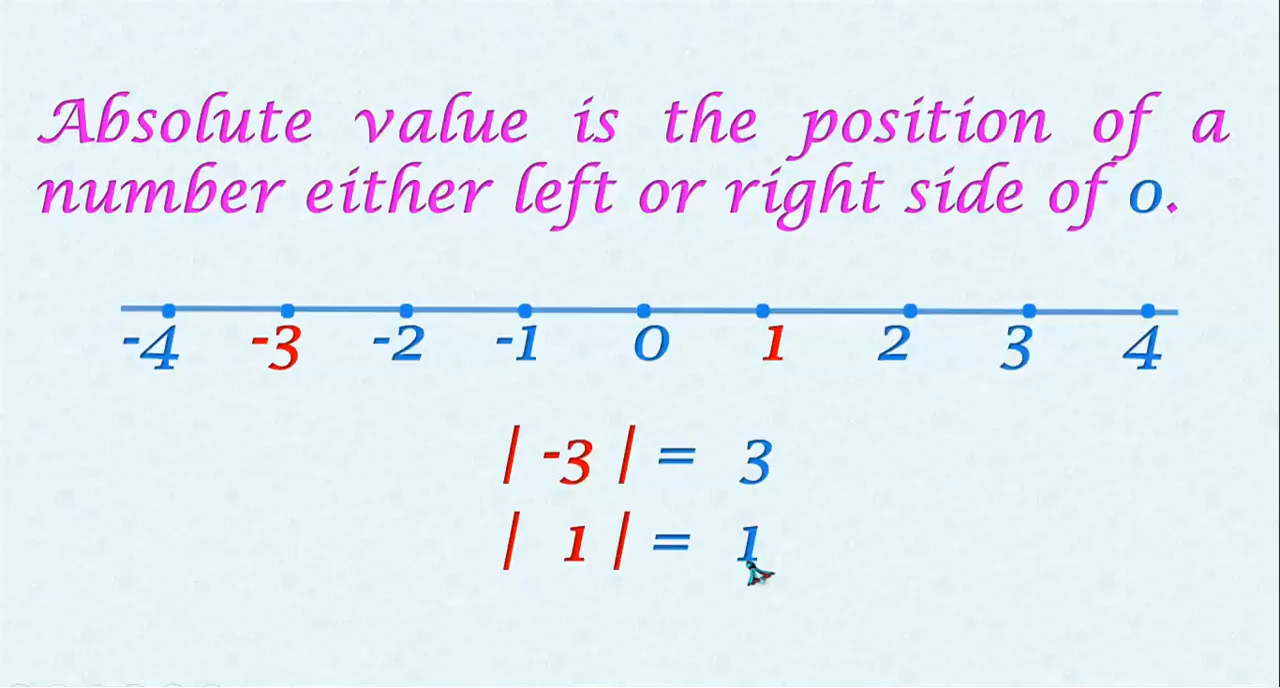 Absolute value is the position of a
number either left or right side of 0.
-4 -3 -2 -1 0 1 2 3 4
| -3 | = 3
| 1 | = 1